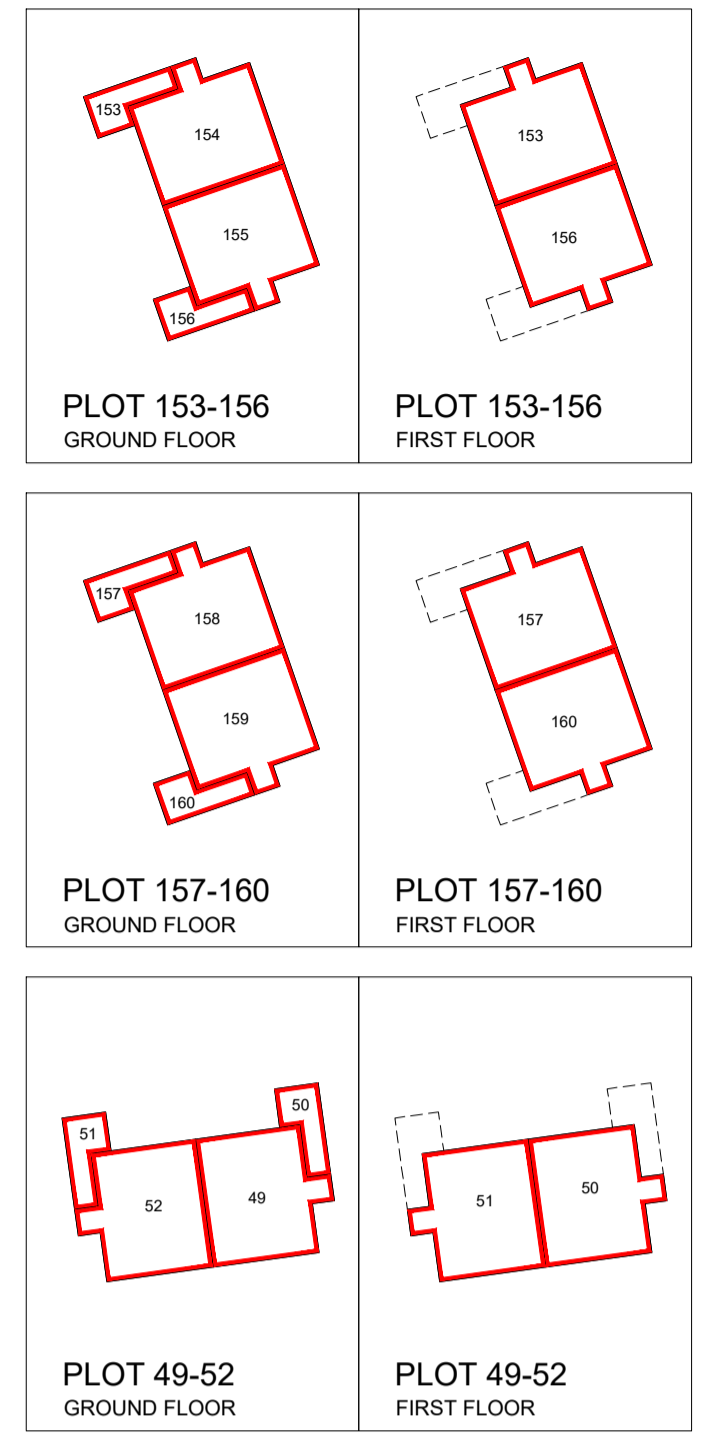 153
154
155
156
PLOT 153-156
GROUND FLOOR
153
156
PLOT 153-156
FIRST FLOOR
157
158
159
160
PLOT 157-160
GROUND FLOOR
157
160
PLOT 157-160
FIRST FLOOR
51
50
52
49
PLOT 49-52
GROUND FLOOR
51
50
PLOT 49-52
FIRST FLOOR